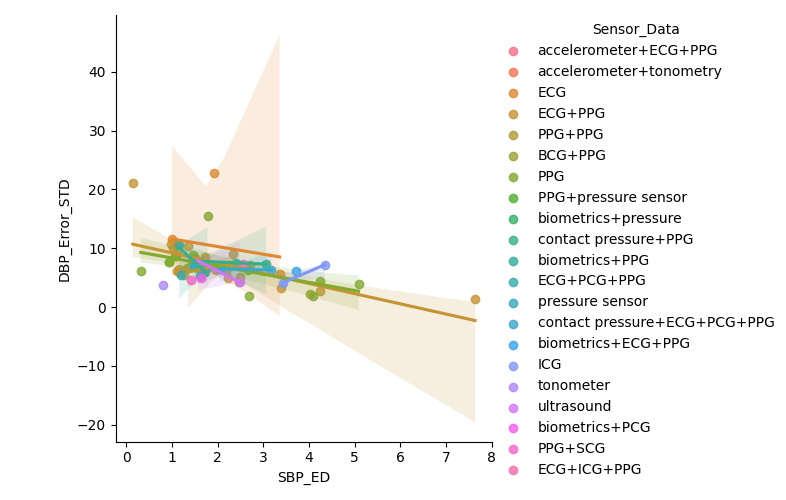 Sensor_Data
accelerometer+ECG+PPG
accelerometer+tonometry
ECG
ECG+PPG
PPG+PPG
BCG+PPG
PPG
PPG+pressure sensor
biometrics+pressure
contact pressure+PPG
biometrics+PPG
ECG+PCG+PPG
pressure sensor
contact pressure+ECG+PCG+PPG
biometrics+ECG+PPG
ICG
tonometer
ultrasound
biometrics+PCG
PPG+SCG
ECG+ICG+PPG
DBP_Error_STD
40
30
20
10
0
−10
−20
0 1 2 3 4 5 6 7 8
SBP_ED